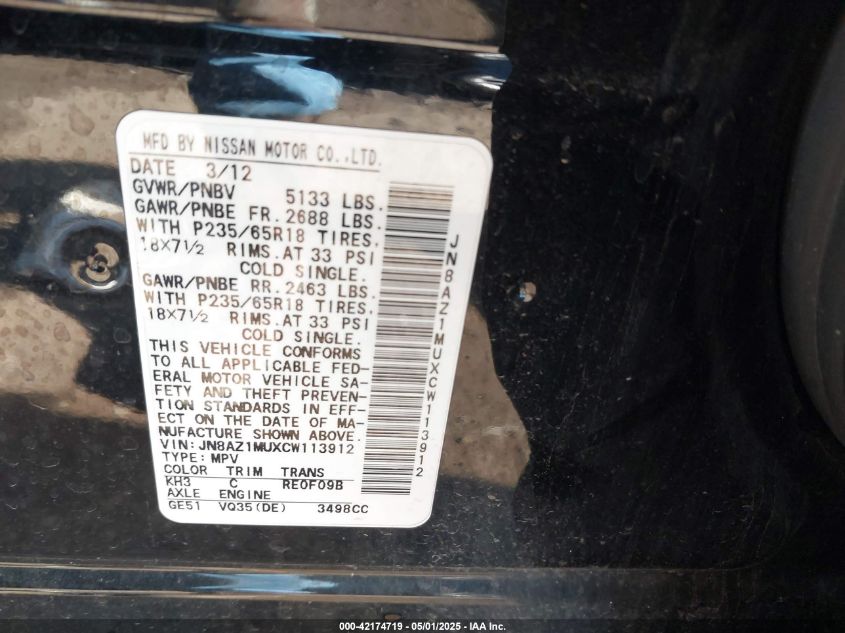 MFD BY NISSAN MOTOR CO.,LTD.
DATE 3/12
GVWR/PNBV 5133 LBS.
GAWR/PNBE FR. 2688 LBS.
WITH P235/65R18 TIRES,
18X7½ RIMS.AT 33 PSI
COLD SINGLE.
GAWR/PNBE RR. 2463 LBS.
WITH P235/65R18 TIRES,
18X7½ RIMS.AT 33 PSI
COLD SINGLE.
THIS VEHICLE CONFORMS
TO ALL APPLICABLE FED-
ERAL MOTOR VEHICLE SA-
FETY AND THEFT PREVEN-
TION STANDARDS IN EFF-
ECT ON THE DATE OF MA-
NUFACTURE SHOWN ABOVE.
VIN:JN8AZ1MUXCW113912
TYPE:MPV
COLOR TRIM TRANS
KH3 C RE0F09B
AXLE ENGINE
GE51 VQ35(DE) 3498CC
JN8AZ1MUXCW113912
000-42174719 - 05/01/2025 - IAA Inc.